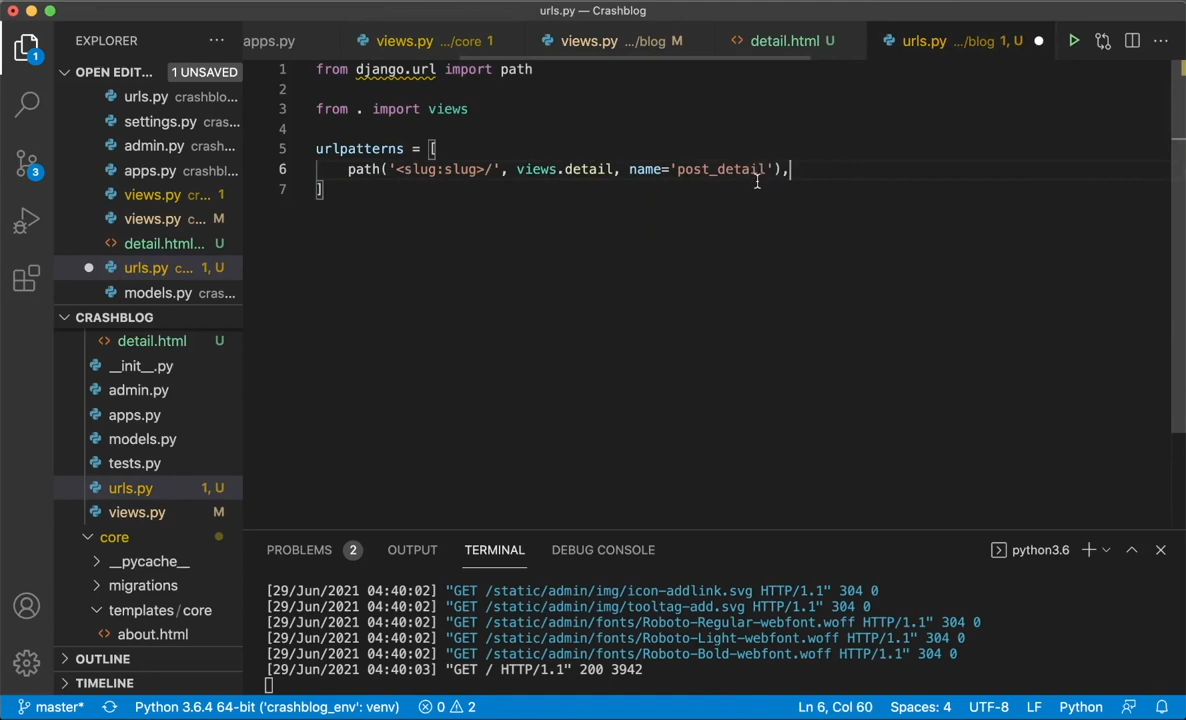 urls.py — Crashblog
EXPLORER ···
apps.py
views.py .../core 1
views.py .../blog M
detail.html U
urls.py .../blog 1, U
OPEN EDIT... 1 UNSAVED
urls.py crashblo...
settings.py cras...
admin.py crash...
apps.py crashbl...
views.py cr... 1
views.py c... M
detail.html... U
urls.py c... 1, U
models.py cras...
CRASHBLOG
detail.html U
__init__.py
admin.py
apps.py
models.py
tests.py
urls.py 1, U
views.py M
core
__pycache__
migrations
templates/core
about.html
OUTLINE
TIMELINE
1
3
1 from django.url import path
2
3 from . import views
4
5 urlpatterns = [
6 path('<slug:slug>/', views.detail, name='post_detail'),
7 ]
PROBLEMS 2 OUTPUT TERMINAL DEBUG CONSOLE python3.6
[29/Jun/2021 04:40:02] "GET /static/admin/img/icon-addlink.svg HTTP/1.1" 304 0
[29/Jun/2021 04:40:02] "GET /static/admin/img/tooltag-add.svg HTTP/1.1" 304 0
[29/Jun/2021 04:40:02] "GET /static/admin/fonts/Roboto-Regular-webfont.woff HTTP/1.1" 304 0
[29/Jun/2021 04:40:02] "GET /static/admin/fonts/Roboto-Light-webfont.woff HTTP/1.1" 304 0
[29/Jun/2021 04:40:02] "GET /static/admin/fonts/Roboto-Bold-webfont.woff HTTP/1.1" 304 0
[29/Jun/2021 04:40:03] "GET / HTTP/1.1" 200 3942
master* Python 3.6.4 64-bit ('crashblog_env': venv) 0 2 Ln 6, Col 60 Spaces: 4 UTF-8 LF Python